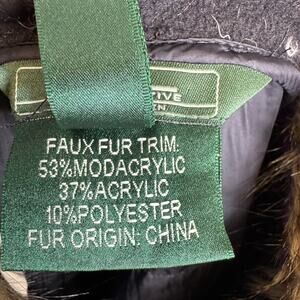 FAUX FUR TRIM:
53%MODACRYLIC
37%ACRYLIC
10%POLYESTER
FUR ORIGIN: CHINA